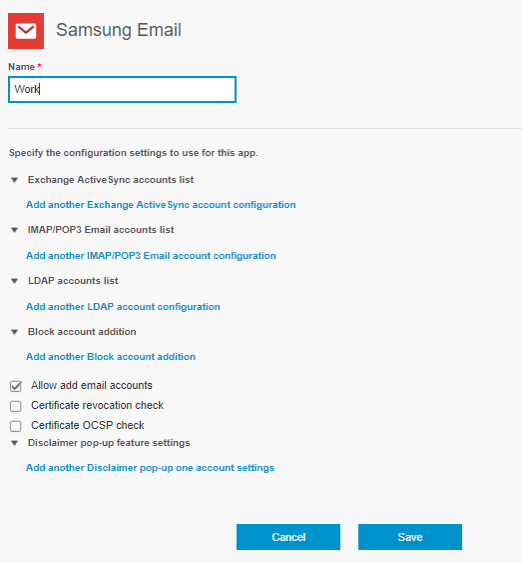 Samsung Email
Name *
Work
Specify the configuration settings to use for this app.
Exchange ActiveSync accounts list
Add another Exchange ActiveSync account configuration
IMAP/POP3 Email accounts list
Add another IMAP/POP3 Email account configuration
LDAP accounts list
Add another LDAP account configuration
Block account addition
Add another Block account addition
Allow add email accounts
Certificate revocation check
Certificate OCSP check
Disclaimer pop-up feature settings
Add another Disclaimer pop-up one account settings
Cancel Save